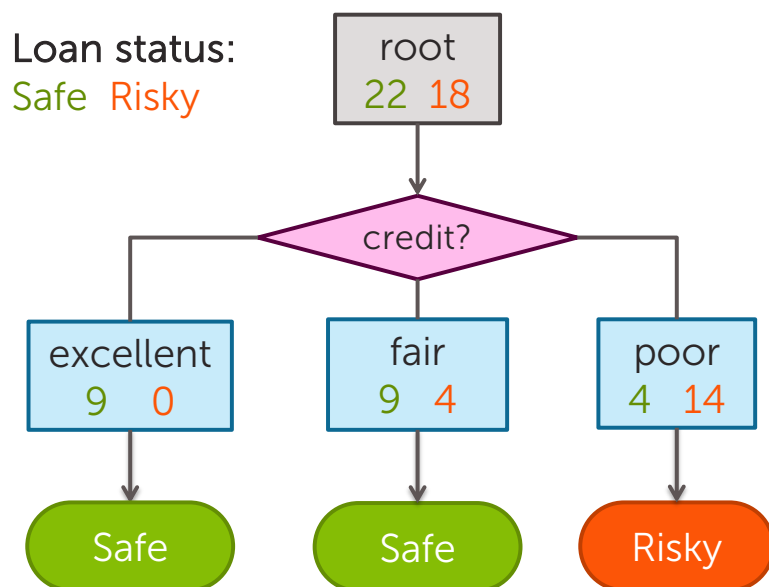 Loan status:
Safe Risky
root
22 18
credit?
excellent
9 0
fair
9 4
poor
4 14
Safe
Safe
Risky